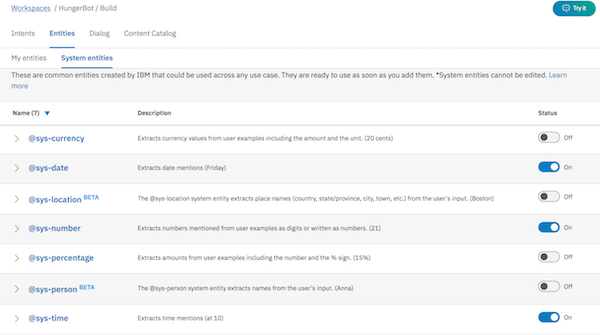 Workspaces / HungerBot / Build
Try it
Intents Entities Dialog Content Catalog
My entities System entities
These are common entities created by IBM that could be used across any use case. They are ready to use as soon as you add them. *System entities cannot be edited. Learn
more
Name (7) ▼ Description Status
@sys-currency Extracts currency values from user examples including the amount and the unit. (20 cents) Off
@sys-date Extracts date mentions (Friday) On
@sys-location BETA The @sys-location system entity extracts place names (country, state/province, city, town, etc.) from the user's input. (Boston) Off
@sys-number Extracts numbers mentioned from user examples as digits or written as numbers. (21) On
@sys-percentage Extracts amounts from user examples including the number and the % sign. (15%) Off
@sys-person BETA The @sys-person system entity extracts names from the user's input. (Anna) Off
@sys-time Extracts time mentions (at 10) On